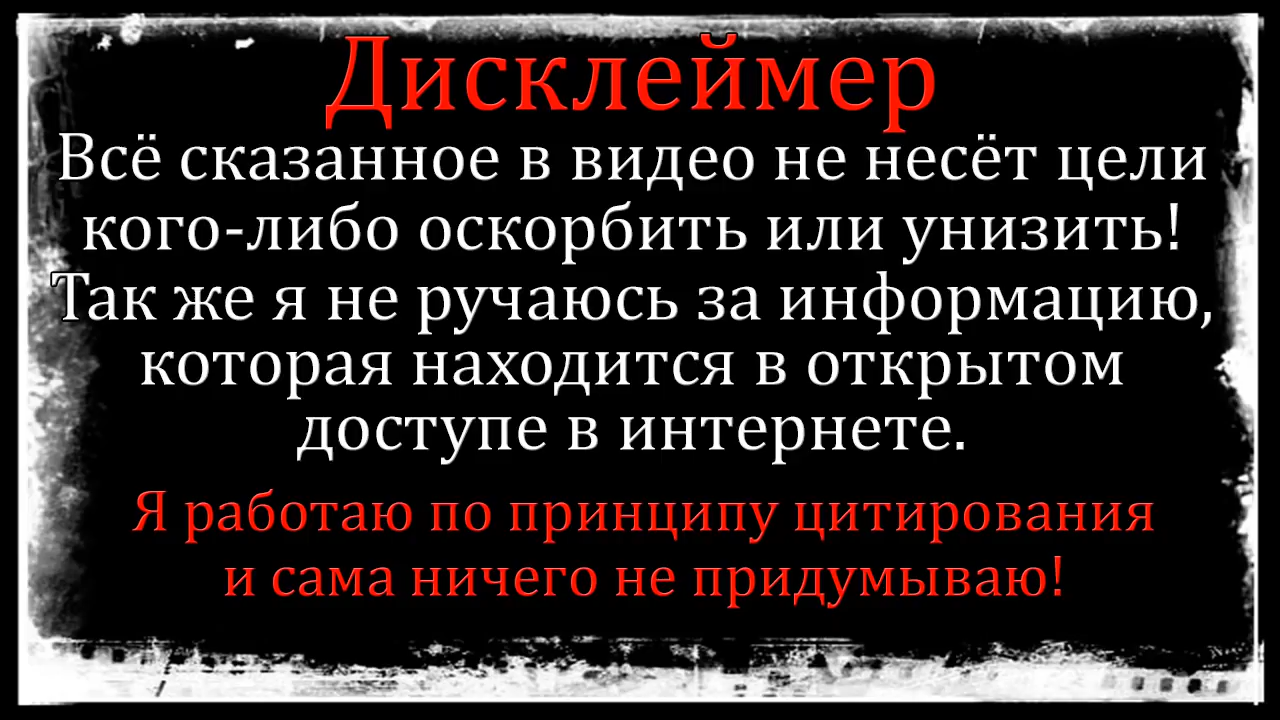 Дисклеймер
Всё сказанное в видео не несёт цели
кого-либо оскорбить или унизить!
Так же я не ручаюсь за информацию,
которая находится в открытом
доступе в интернете.
Я работаю по принципу цитирования
и сама ничего не придумываю!